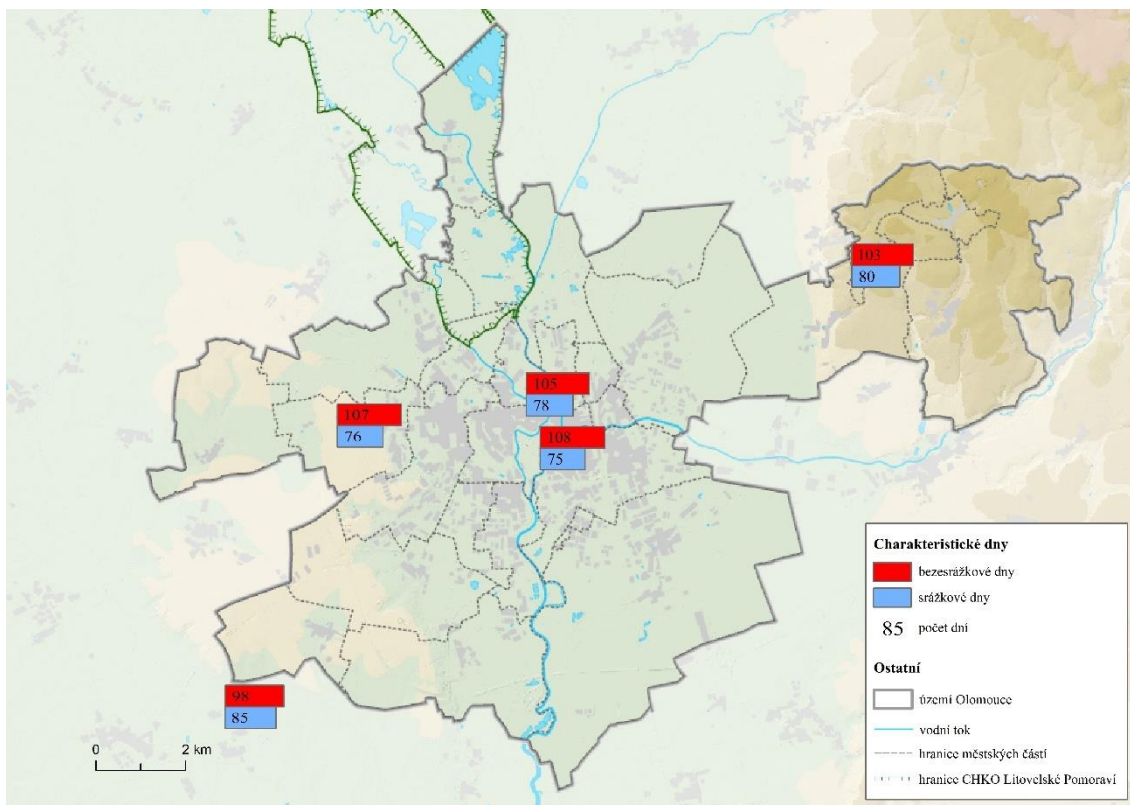 103
80
105
78
107
76
108
75
98
85
0 2 km
Charakteristické dny
bezesrážkové dny
srážkové dny
85 počet dní
Ostatní
území Olomouce
vodní tok
hranice městských částí
hranice CHKO Litovelské Pomoraví